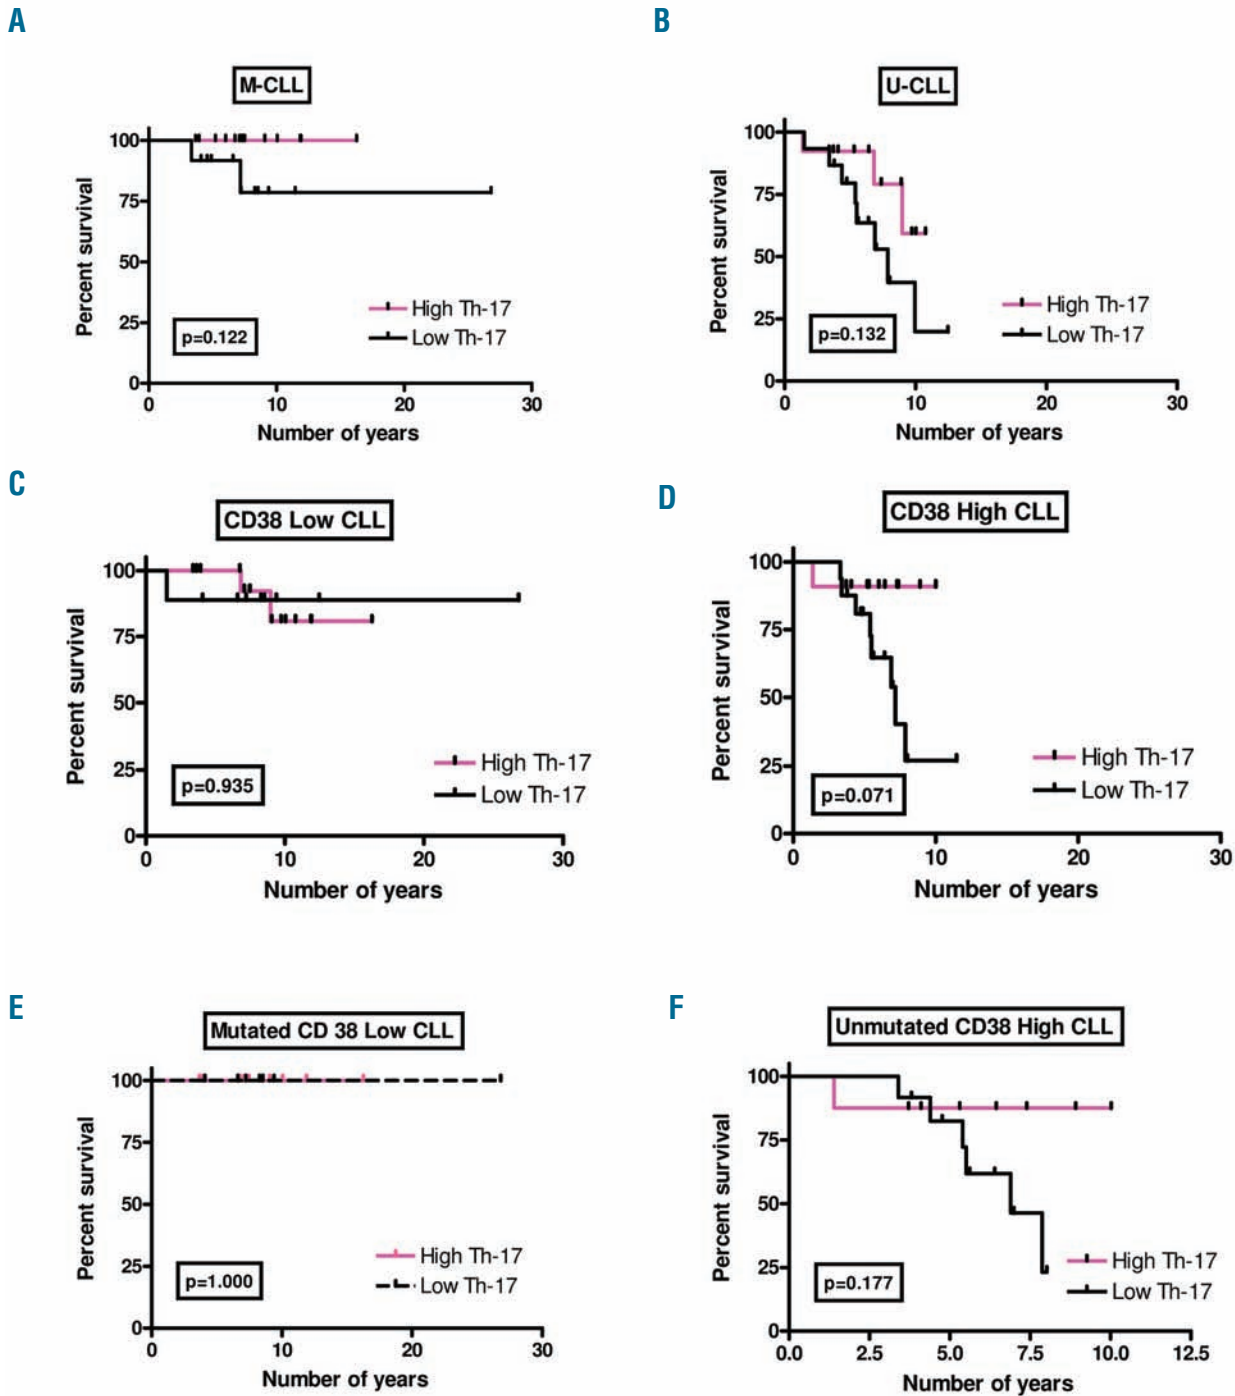 A
M-CLL
100
75
50
25
0
Percent survival
High Th-17
Low Th-17
p=0.122
0 10 20 30
Number of years
B
U-CLL
100
75
50
25
0
Percent survival
High Th-17
Low Th-17
p=0.132
0 10 20 30
Number of years
C
CD38 Low CLL
100
75
50
25
0
Percent survival
High Th-17
Low Th-17
p=0.935
0 10 20 30
Number of years
D
CD38 High CLL
100
75
50
25
0
Percent survival
High Th-17
Low Th-17
p=0.071
0 10 20 30
Number of years
E
Mutated CD 38 Low CLL
100
75
50
25
0
Percent survival
High Th-17
Low Th-17
p=1.000
0 10 20 30
Number of years
F
Unmutated CD38 High CLL
100
75
50
25
0
Percent survival
High Th-17
Low Th-17
p=0.177
0.0 2.5 5.0 7.5 10.0 12.5
Number of years